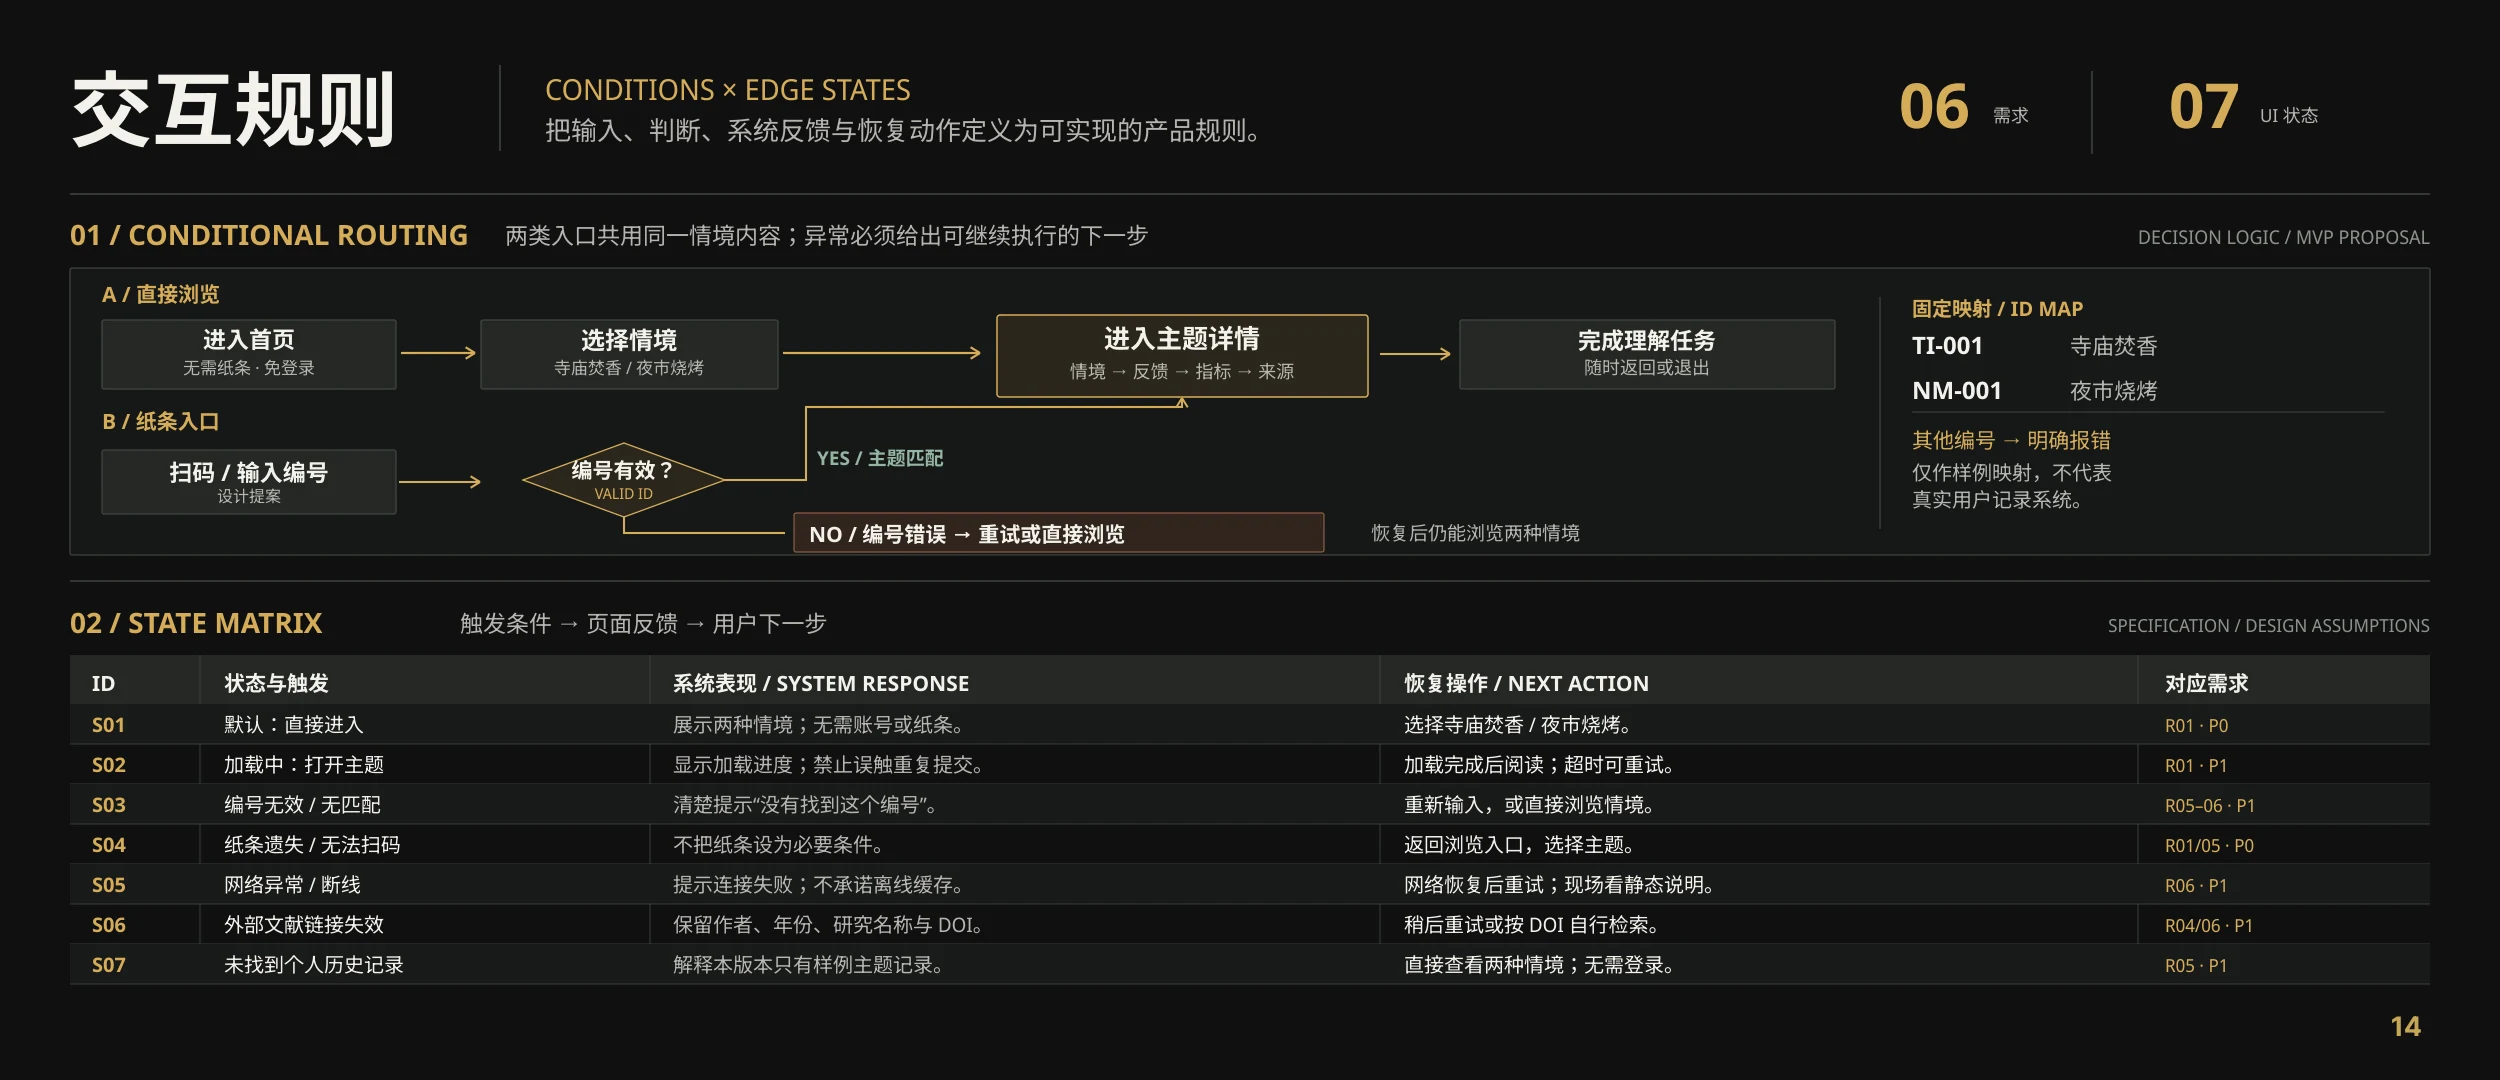 交互规则
CONDITIONS × EDGE STATES
把输入、判断、系统反馈与恢复动作定义为可实现的产品规则。
06 需求
07 UI 状态
01 / CONDITIONAL ROUTING 两类入口共用同一情境内容；异常必须给出可继续执行的下一步
DECISION LOGIC / MVP PROPOSAL
A / 直接浏览
进入首页
无需纸条 · 免登录
选择情境
寺庙焚香 / 夜市烧烤
进入主题详情
情境 → 反馈 → 指标 → 来源
完成理解任务
随时返回或退出
B / 纸条入口
扫码 / 输入编号
设计提案
编号有效？
VALID ID
YES / 主题匹配
NO / 编号错误 → 重试或直接浏览
恢复后仍能浏览两种情境
固定映射 / ID MAP
TI-001 寺庙焚香
NM-001 夜市烧烤
其他编号 → 明确报错
仅作样例映射，不代表
真实用户记录系统。
02 / STATE MATRIX 触发条件 → 页面反馈 → 用户下一步
SPECIFICATION / DESIGN ASSUMPTIONS
ID 状态与触发 系统表现 / SYSTEM RESPONSE 恢复操作 / NEXT ACTION 对应需求
S01 默认：直接进入 展示两种情境；无需账号或纸条。 选择寺庙焚香 / 夜市烧烤。 R01 · P0
S02 加载中：打开主题 显示加载进度；禁止误触重复提交。 加载完成后阅读；超时可重试。 R01 · P1
S03 编号无效 / 无匹配 清楚提示“没有找到这个编号”。 重新输入，或直接浏览情境。 R05–06 · P1
S04 纸条遗失 / 无法扫码 不把纸条设为必要条件。 返回浏览入口，选择主题。 R01/05 · P0
S05 网络异常 / 断线 提示连接失败；不承诺离线缓存。 网络恢复后重试；现场看静态说明。 R06 · P1
S06 外部文献链接失效 保留作者、年份、研究名称与 DOI。 稍后重试或按 DOI 自行检索。 R04/06 · P1
S07 未找到个人历史记录 解释本版本只有样例主题记录。 直接查看两种情境；无需登录。 R05 · P1
14